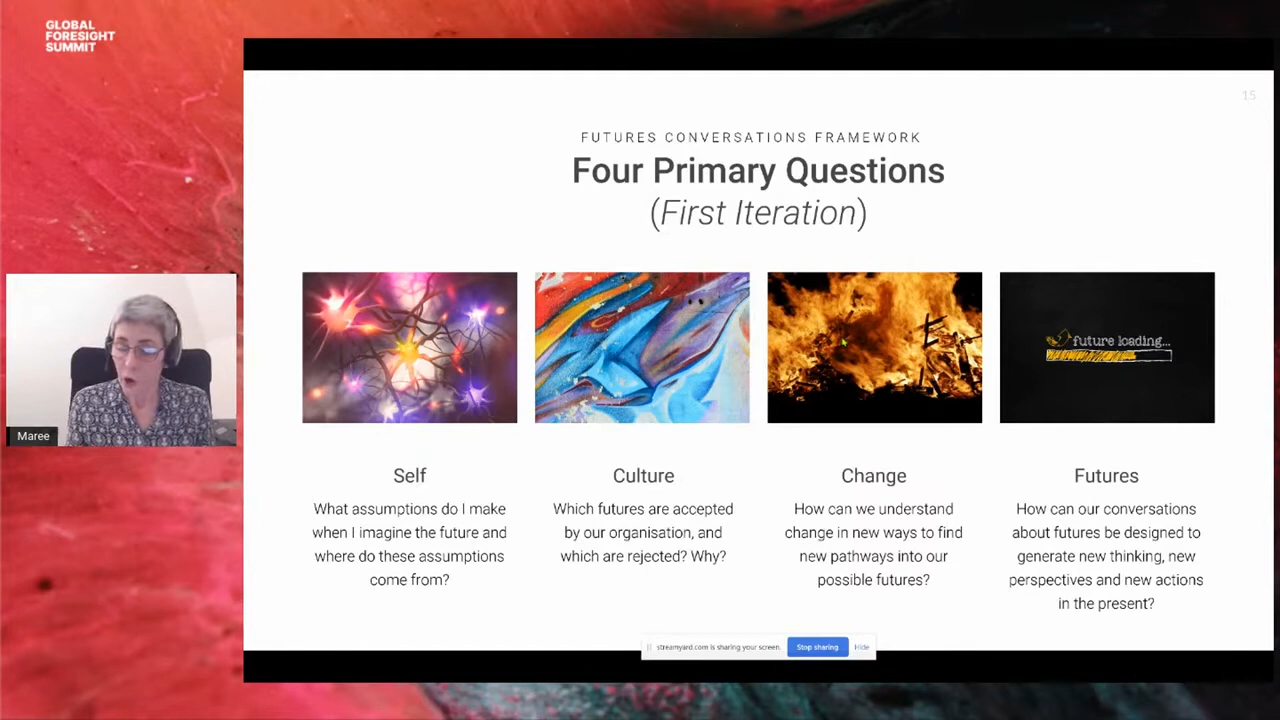 GLOBAL
FORESIGHT
SUMMIT
15
FUTURES CONVERSATIONS FRAMEWORK
Four Primary Questions
(First Iteration)
future loading...
Self
What assumptions do I make
when I imagine the future and
where do these assumptions
come from?
Culture
Which futures are accepted
by our organisation, and
which are rejected? Why?
Change
How can we understand
change in new ways to find
new pathways into our
possible futures?
Futures
How can our conversations
about futures be designed to
generate new thinking, new
perspectives and new actions
in the present?
Maree
streamyard.com is sharing your screen.
Stop sharing
Hide